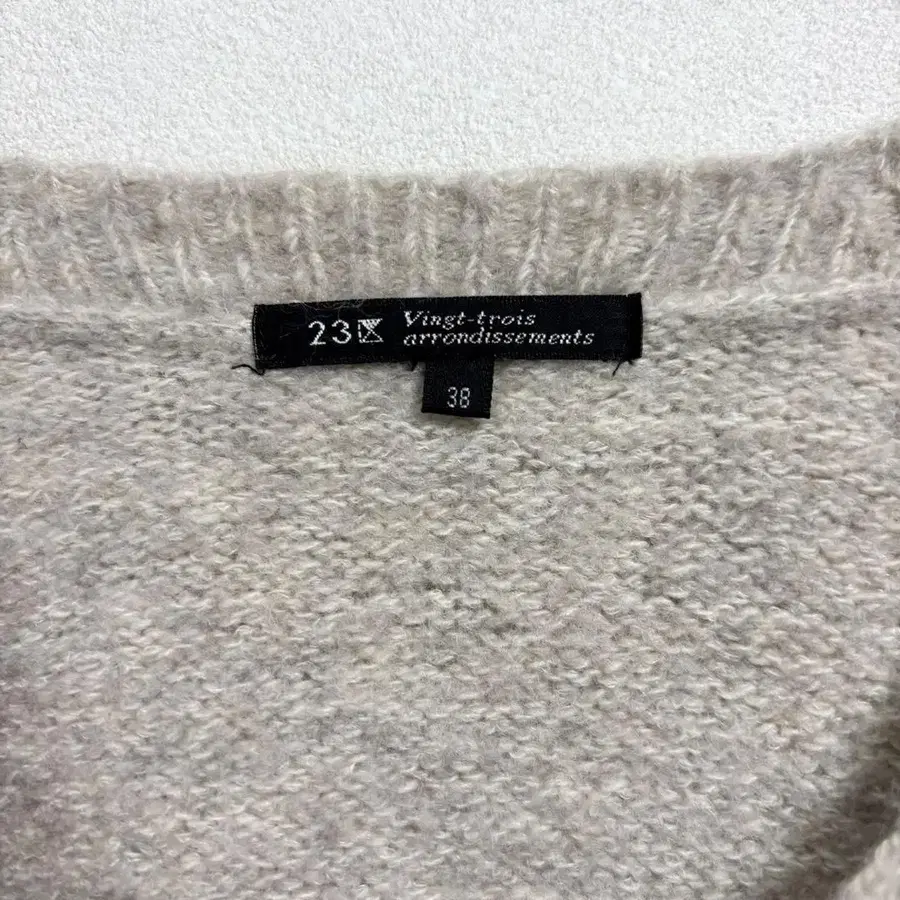 23
Vingt-trois
arrondissements
38